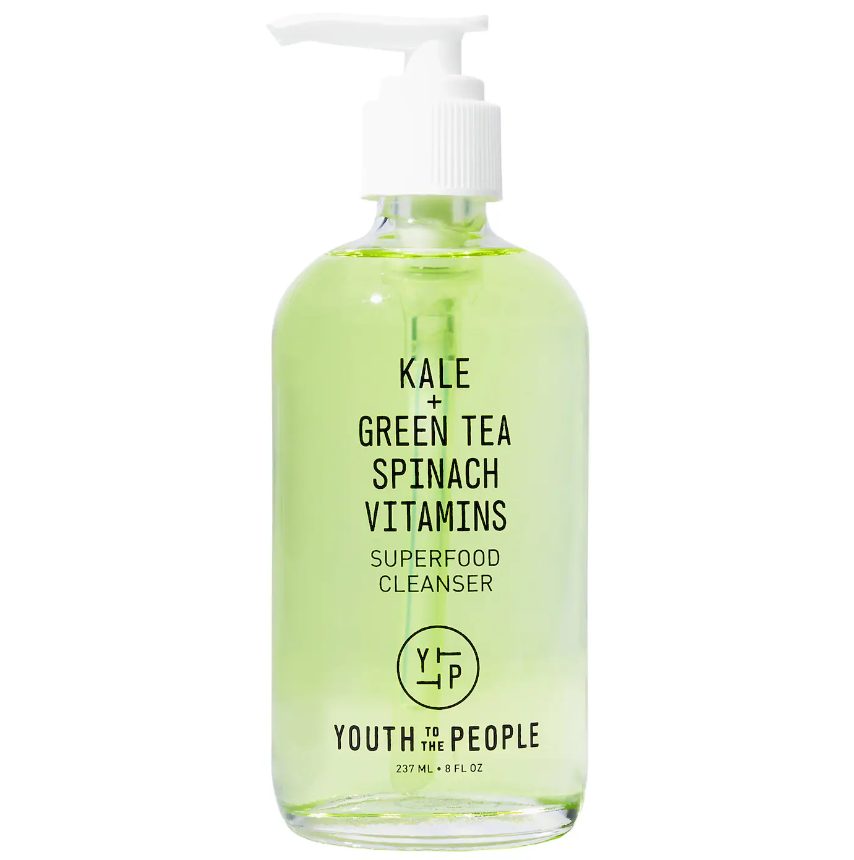 KALE
+
GREEN TEA
SPINACH
VITAMINS
SUPERFOOD
CLEANSER
Y T
T P
YOUTH TO THE PEOPLE
237 ML • 8 FL OZ